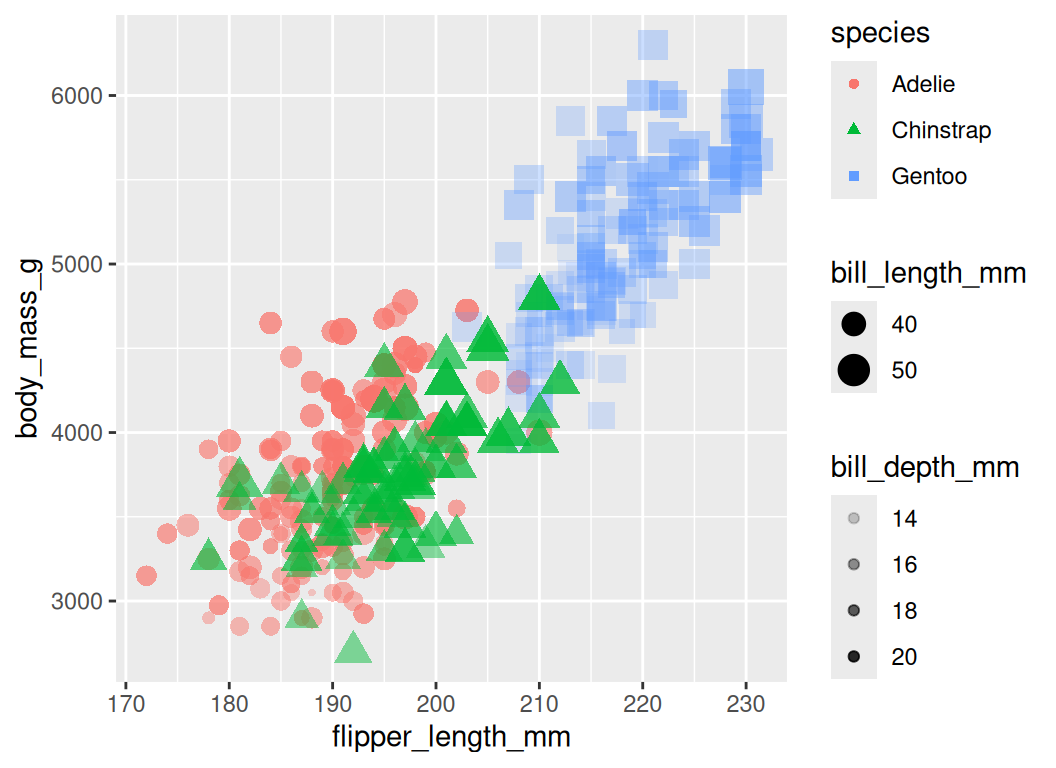 6000
5000
4000
3000
body_mass_g
170 180 190 200 210 220 230
flipper_length_mm
species
Adelie
Chinstrap
Gentoo
bill_length_mm
40
50
bill_depth_mm
14
16
18
20